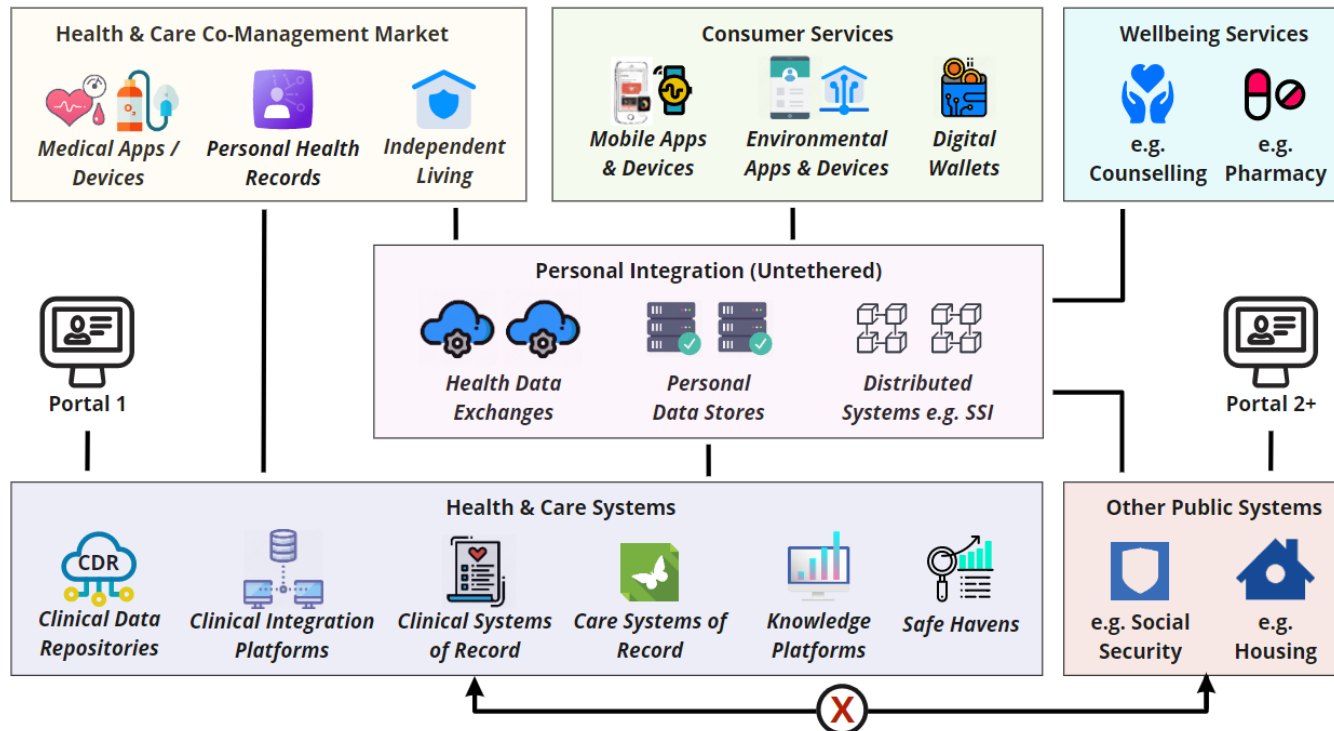 Health & Care Co-Management Market
Medical Apps /
Devices
Personal Health
Records
Independent
Living
Consumer Services
Mobile Apps
& Devices
Environmental
Apps & Devices
Digital
Wallets
Wellbeing Services
e.g.
Counselling
e.g.
Pharmacy
Personal Integration (Untethered)
Health Data
Exchanges
Personal
Data Stores
Distributed
Systems e.g. SSI
Portal 1
Portal 2+
Health & Care Systems
CDR
Clinical Data
Repositories
Clinical Integration
Platforms
Clinical Systems
of Record
Care Systems of
Record
Knowledge
Platforms
Safe Havens
Other Public Systems
e.g. Social
Security
e.g.
Housing
X